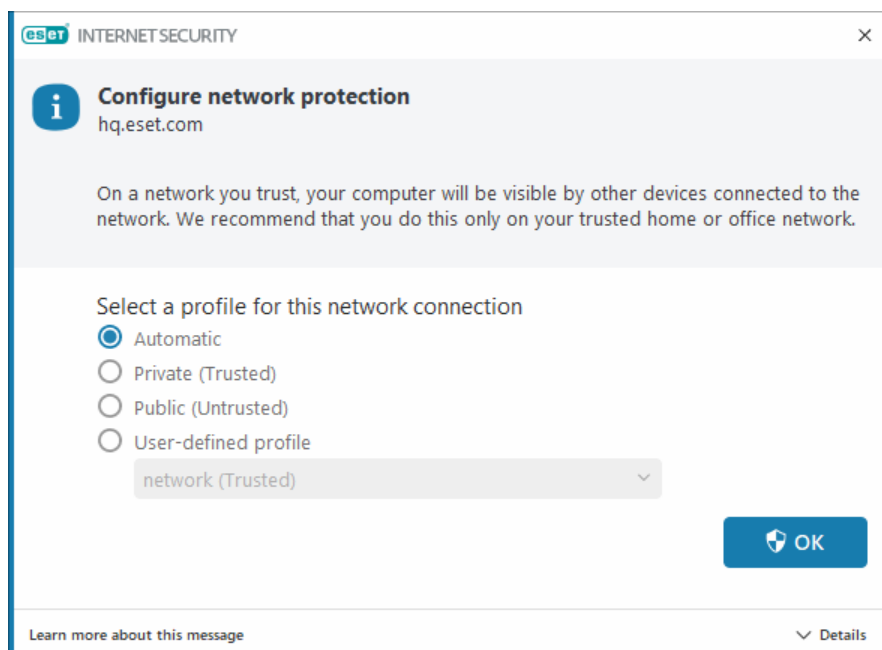 eset INTERNET SECURITY
Configure network protection
hq.eset.com
On a network you trust, your computer will be visible by other devices connected to the
network. We recommend that you do this only on your trusted home or office network.
Select a profile for this network connection
Automatic
Private (Trusted)
Public (Untrusted)
User-defined profile
network (Trusted)
OK
Learn more about this message
Details